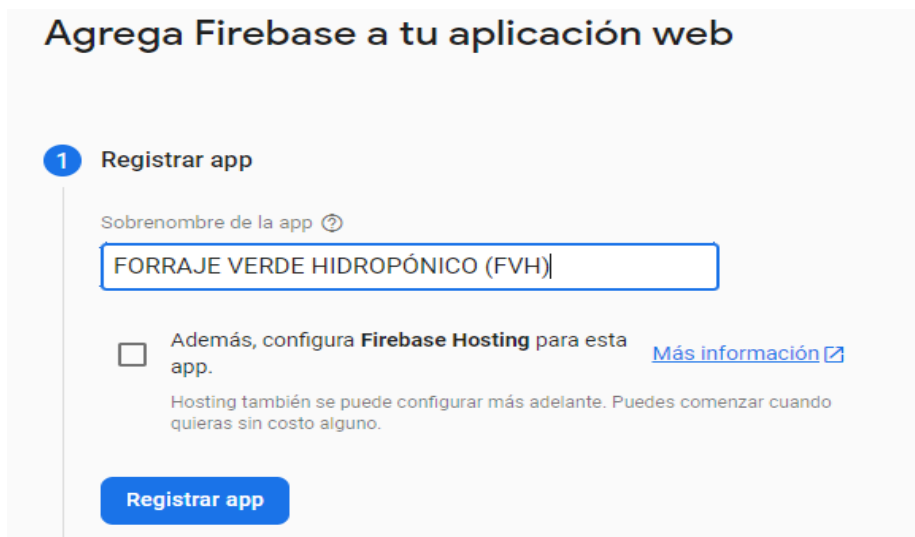 Agrega Firebase a tu aplicación web
1 Registrar app
Sobrenombre de la app
FORRAJE VERDE HIDROPÓNICO (FVH)
Además, configura Firebase Hosting para esta
app.
Más información
Hosting también se puede configurar más adelante. Puedes comenzar cuando
quieras sin costo alguno.
Registrar app